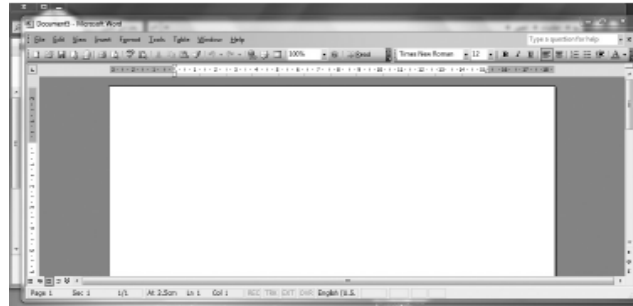 Document3 - Microsoft Word
File Edit View Insert Format Tools Table Window Help
Type a question for help
100% Read Times New Roman 12 B I U A
Page 1 Sec 1 1/1 At 2.5cm Ln 1 Col 1 REC TRK EXT OVR English (U.S.